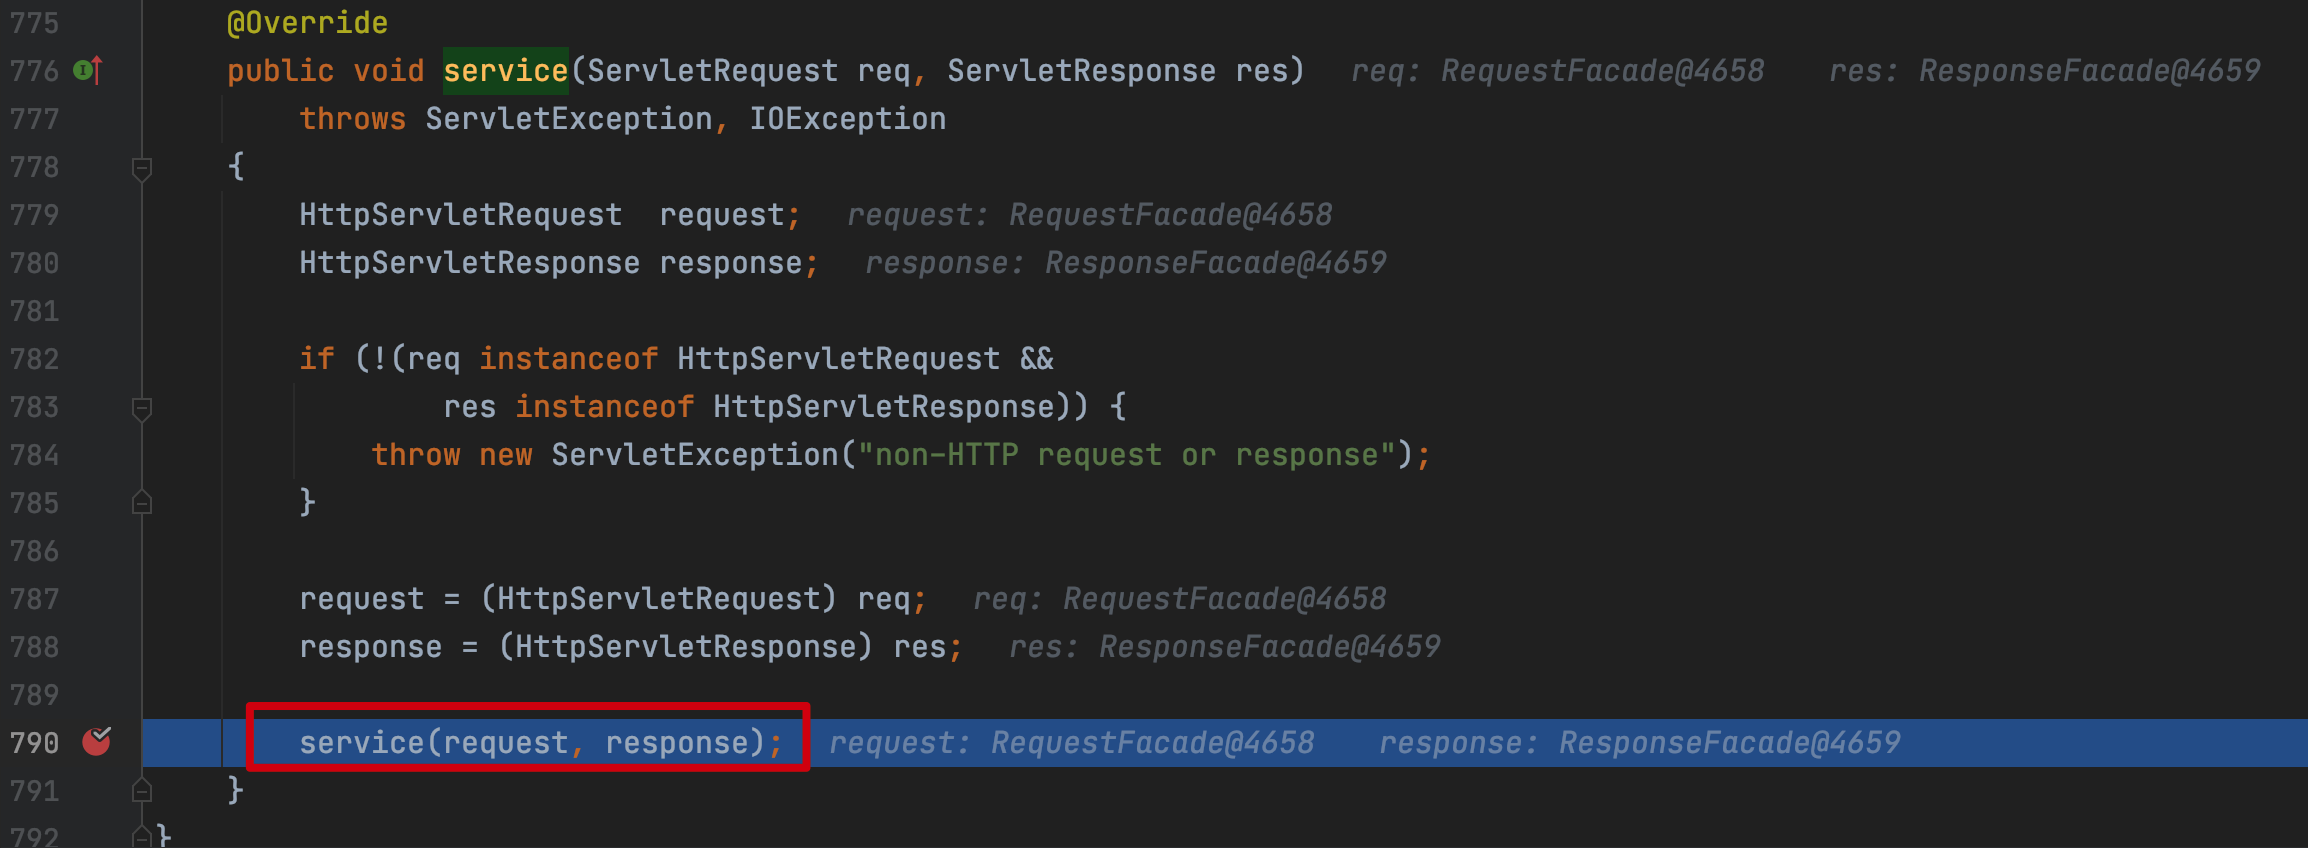 775 @Override
776 public void service(ServletRequest req, ServletResponse res) req: RequestFacade@4658 res: ResponseFacade@4659
777 throws ServletException, IOException
778 {
779 HttpServletRequest  request; request: RequestFacade@4658
780 HttpServletResponse response; response: ResponseFacade@4659
781
782 if (!(req instanceof HttpServletRequest &&
783 res instanceof HttpServletResponse)) {
784 throw new ServletException("non-HTTP request or response");
785 }
786
787 request = (HttpServletRequest) req; req: RequestFacade@4658
788 response = (HttpServletResponse) res; res: ResponseFacade@4659
789
790 service(request, response); request: RequestFacade@4658 response: ResponseFacade@4659
791 }
792 }